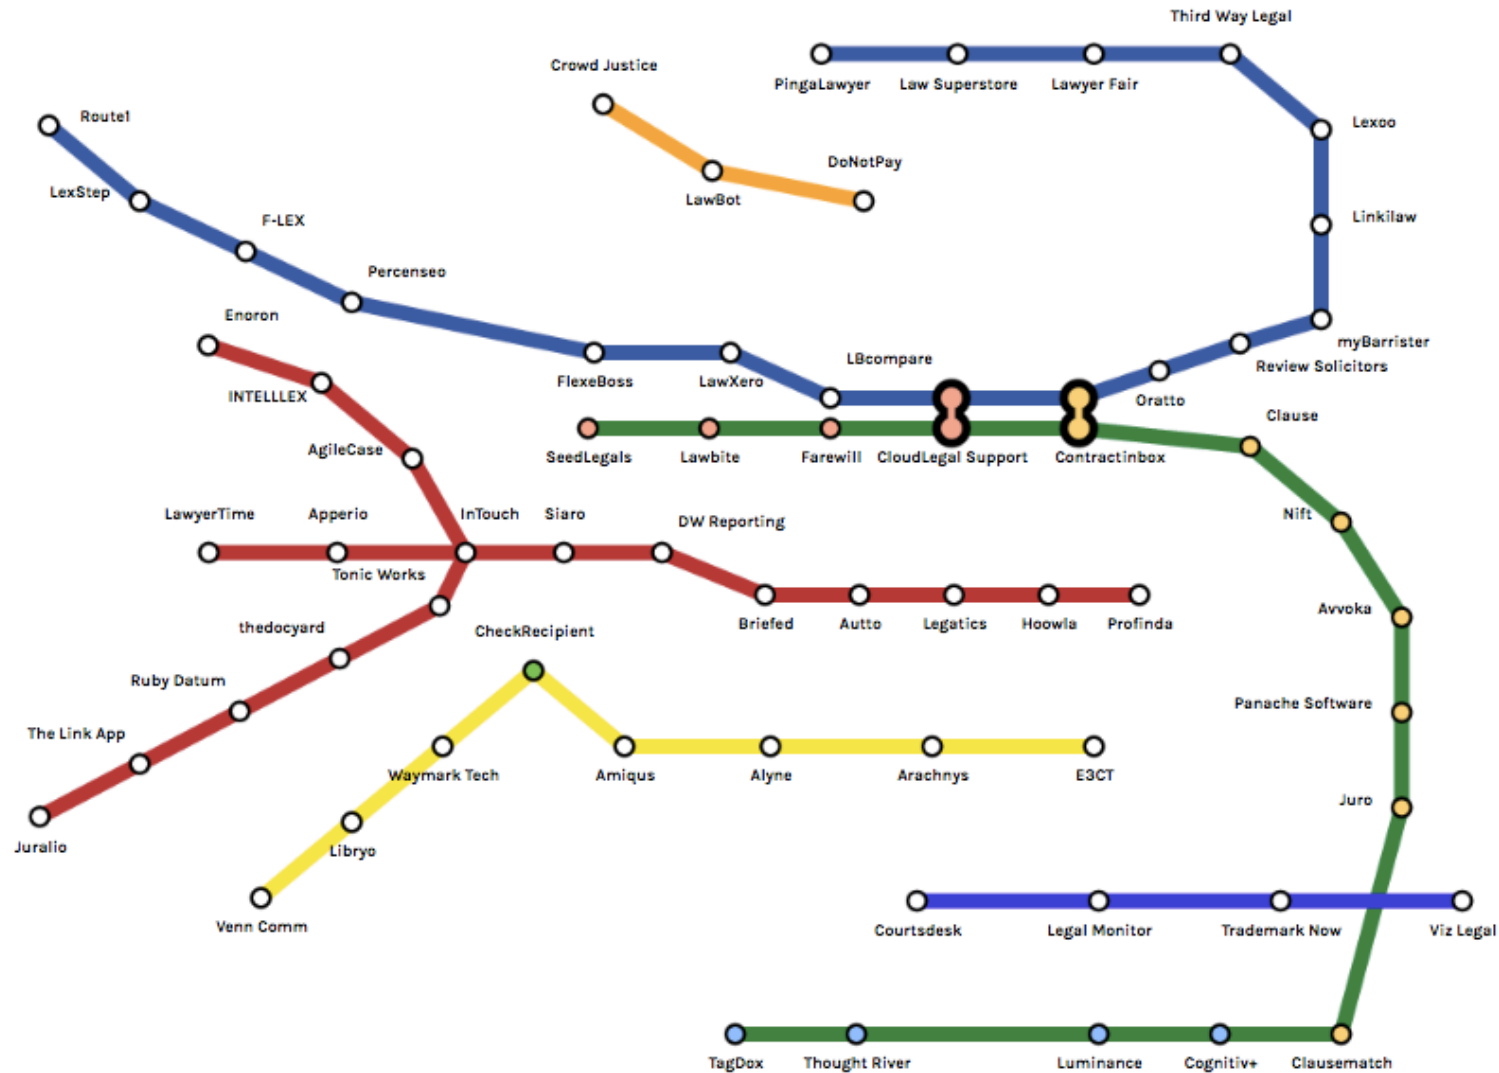 Third Way Legal
Crowd Justice
PingaLawyer
Law Superstore
Lawyer Fair
Route1
Lexoo
DoNotPay
LexStep
LawBot
F-LEX
Linkilaw
Percenseo
Enoron
myBarrister
LBcompare
Review Solicitors
FlexeBoss
LawXero
INTELLLEX
Oratto
Clause
AgileCase
SeedLegals
Lawbite
Farewill
CloudLegal Support
Contractinbox
LawyerTime
Apperio
InTouch
Siaro
DW Reporting
Nift
Tonic Works
Avvoka
thedocyard
CheckRecipient
Briefed
Autto
Legatics
Hoowla
Profinda
Ruby Datum
Panache Software
The Link App
Waymark Tech
Amiqus
Alyne
Arachnys
E3CT
Juro
Juralio
Libryo
Venn Comm
Courtsdesk
Legal Monitor
Trademark Now
Viz Legal
TagDox
Thought River
Luminance
Cognitiv+
Clausematch